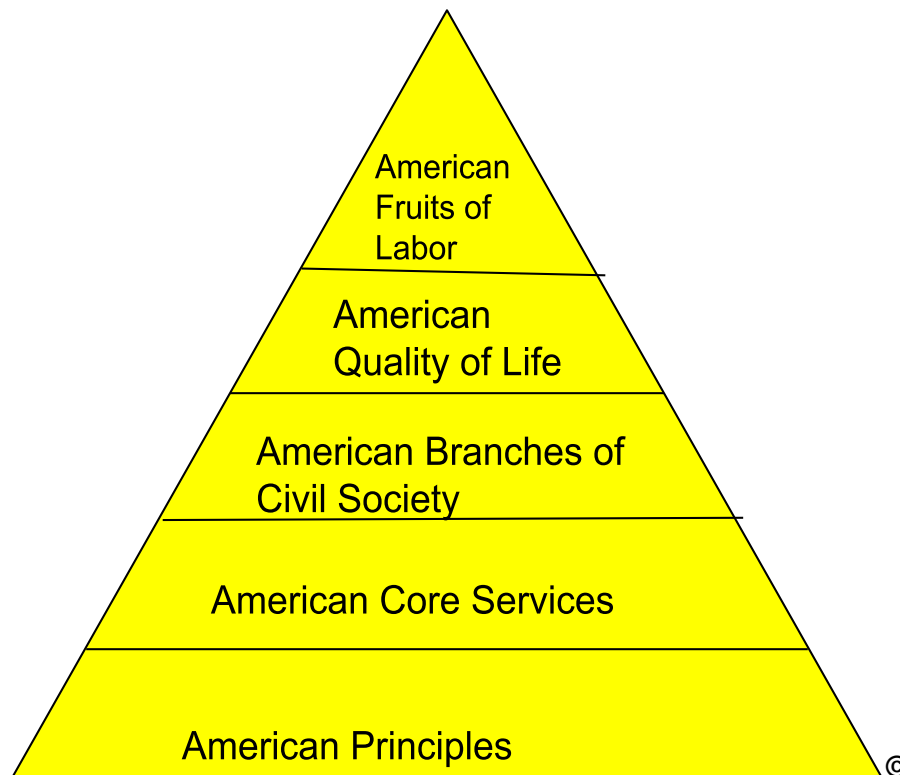 American
Fruits of
Labor
American
Quality of Life
American Branches of
Civil Society
American Core Services
American Principles
©